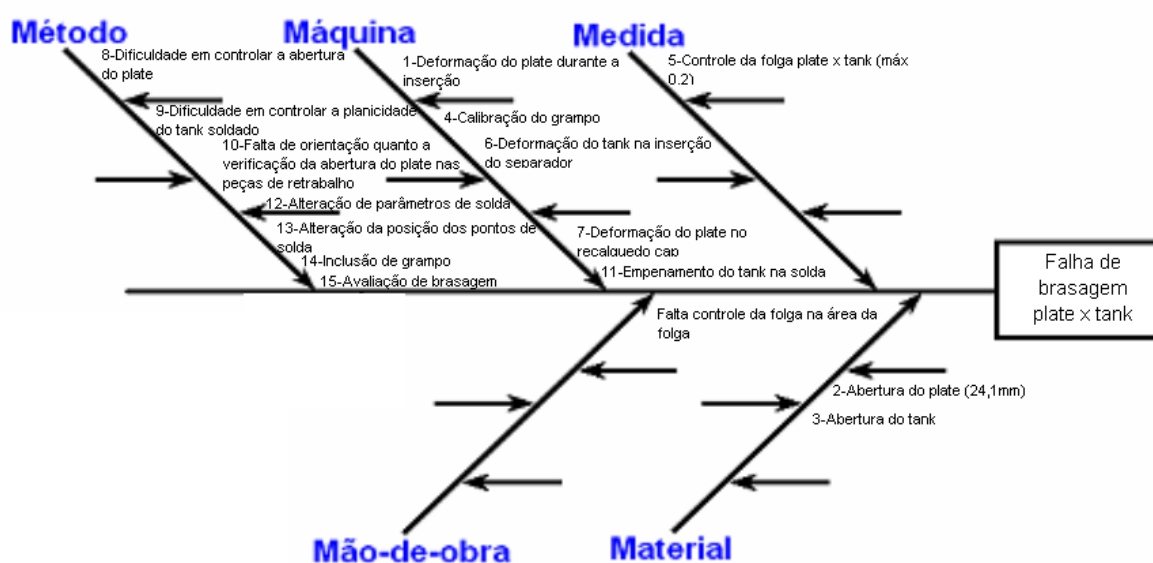 Método
Máquina
Medida
8-Dificuldade em controlar a abertura
do plate
9-Dificuldade em controlar a planicidade
do tank soldado
10-Falta de orientação quanto a
verificação da abertura do plate nas
peças de retrabalho
12-Alteração de parâmetros de solda
13-Alteração da posição dos pontos de
solda
14-Inclusão de grampo
15-Avaliação de brasagem
1-Deformação do plate durante a
inserção
4-Calibração do grampo
6-Deformação do tank na inserção
do separador
7-Deformação do plate no
recalquedo cap
11-Empenamento do tank na solda
5-Controle da folga plate x tank (máx
0.2)
Falha de
brasagem
plate x tank
Falta controle da folga na área da
folga
2-Abertura do plate (24,1mm)
3-Abertura do tank
Mão-de-obra
Material